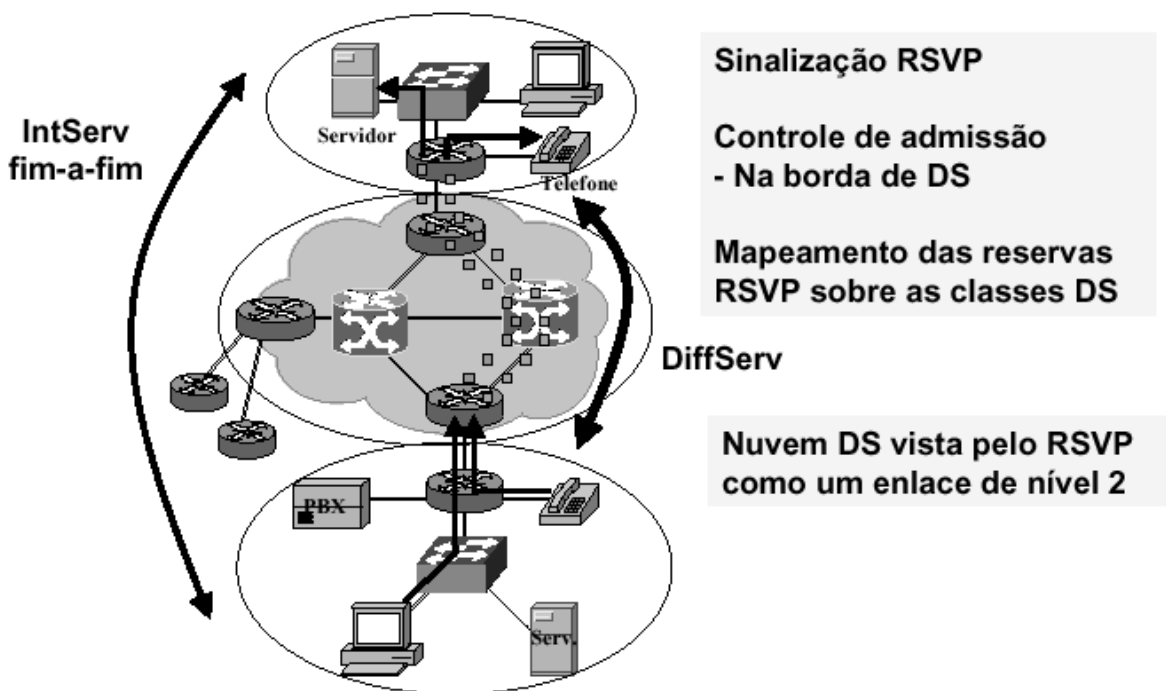 IntServ
fim-a-fim
Servidor
Telefone
Sinalização RSVP
Controle de admissão
- Na borda de DS
Mapeamento das reservas
RSVP sobre as classes DS
DiffServ
Nuvem DS vista pelo RSVP
como um enlace de nível 2
PBX
Serv.